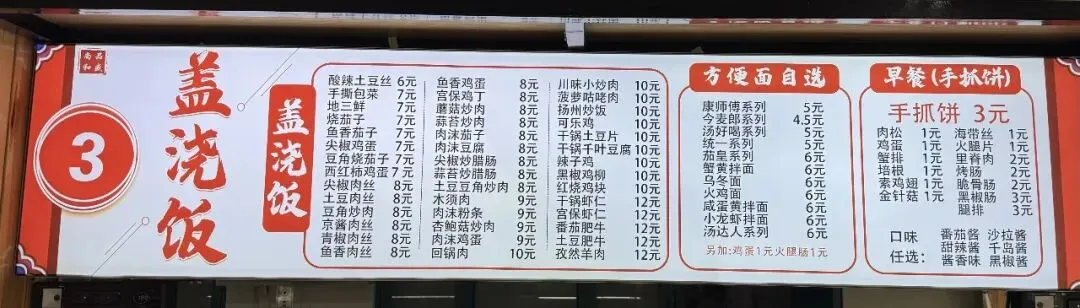 尚品
和盛
3
盖浇饭
盖浇饭
酸辣土豆丝 6元
手撕包菜 7元
地三鲜 7元
烧茄子 7元
鱼香茄子 7元
尖椒鸡蛋 7元
豆角烧茄子 7元
西红柿鸡蛋 7元
尖椒肉丝 8元
土豆肉丝 8元
豆角炒肉 8元
京酱肉丝 8元
青椒肉丝 8元
鱼香肉丝 8元
鱼香鸡蛋 8元
宫保鸡丁 8元
蘑菇炒肉 8元
蒜苔炒肉 8元
肉沫茄子 8元
肉沫豆腐 8元
尖椒炒腊肠 8元
蒜苔炒腊肠 8元
土豆豆角炒肉 8元
木须肉 9元
肉沫粉条 9元
杏鲍菇炒肉 9元
肉沫鸡蛋 9元
回锅肉 10元
川味小炒肉 10元
菠萝咕咾肉 10元
扬州炒饭 10元
可乐鸡 10元
干锅土豆片 10元
干锅千叶豆腐 10元
辣子鸡 10元
黑椒鸡柳 10元
红烧鸡块 10元
干锅虾仁 12元
宫保虾仁 12元
番茄肥牛 12元
土豆肥牛 12元
孜然羊肉 12元
方便面自选
康师傅系列 5元
今麦郎系列 4.5元
汤好喝系列 5元
统一系列 5元
茄皇系列 6元
蟹黄拌面 6元
乌冬面 6元
火鸡面 6元
咸蛋黄拌面 6元
小龙虾拌面 6元
汤达人系列 6元
另加:鸡蛋1元火腿肠1元
早餐(手抓饼)
手抓饼 3元
肉松 1元 海带丝 1元
鸡蛋 1元 火腿片 1元
蟹排 1元 里脊肉 2元
培根 1元 烤肠 2元
素鸡翅 1元 脆骨肠 2元
金针菇 1元 黑椒肠 3元
腿排 3元
口味 番茄酱 沙拉酱
甜辣酱 千岛酱
任选: 酱香味 黑椒酱